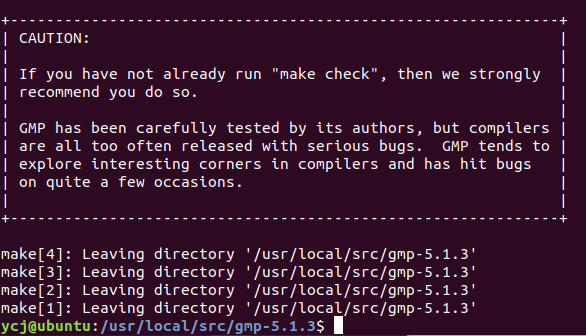 +-------------------------------------------------------------+
| CAUTION:                                                    |
|                                                             |
| If you have not already run "make check", then we strongly  |
| recommend you do so.                                        |
|                                                             |
| GMP has been carefully tested by its authors, but compilers |
| are all too often released with serious bugs.  GMP tends to |
| explore interesting corners in compilers and has hit bugs   |
| on quite a few occasions.                                   |
|                                                             |
+-------------------------------------------------------------+
make[4]: Leaving directory '/usr/local/src/gmp-5.1.3'
make[3]: Leaving directory '/usr/local/src/gmp-5.1.3'
make[2]: Leaving directory '/usr/local/src/gmp-5.1.3'
make[1]: Leaving directory '/usr/local/src/gmp-5.1.3'
ycj@ubuntu:/usr/local/src/gmp-5.1.3$